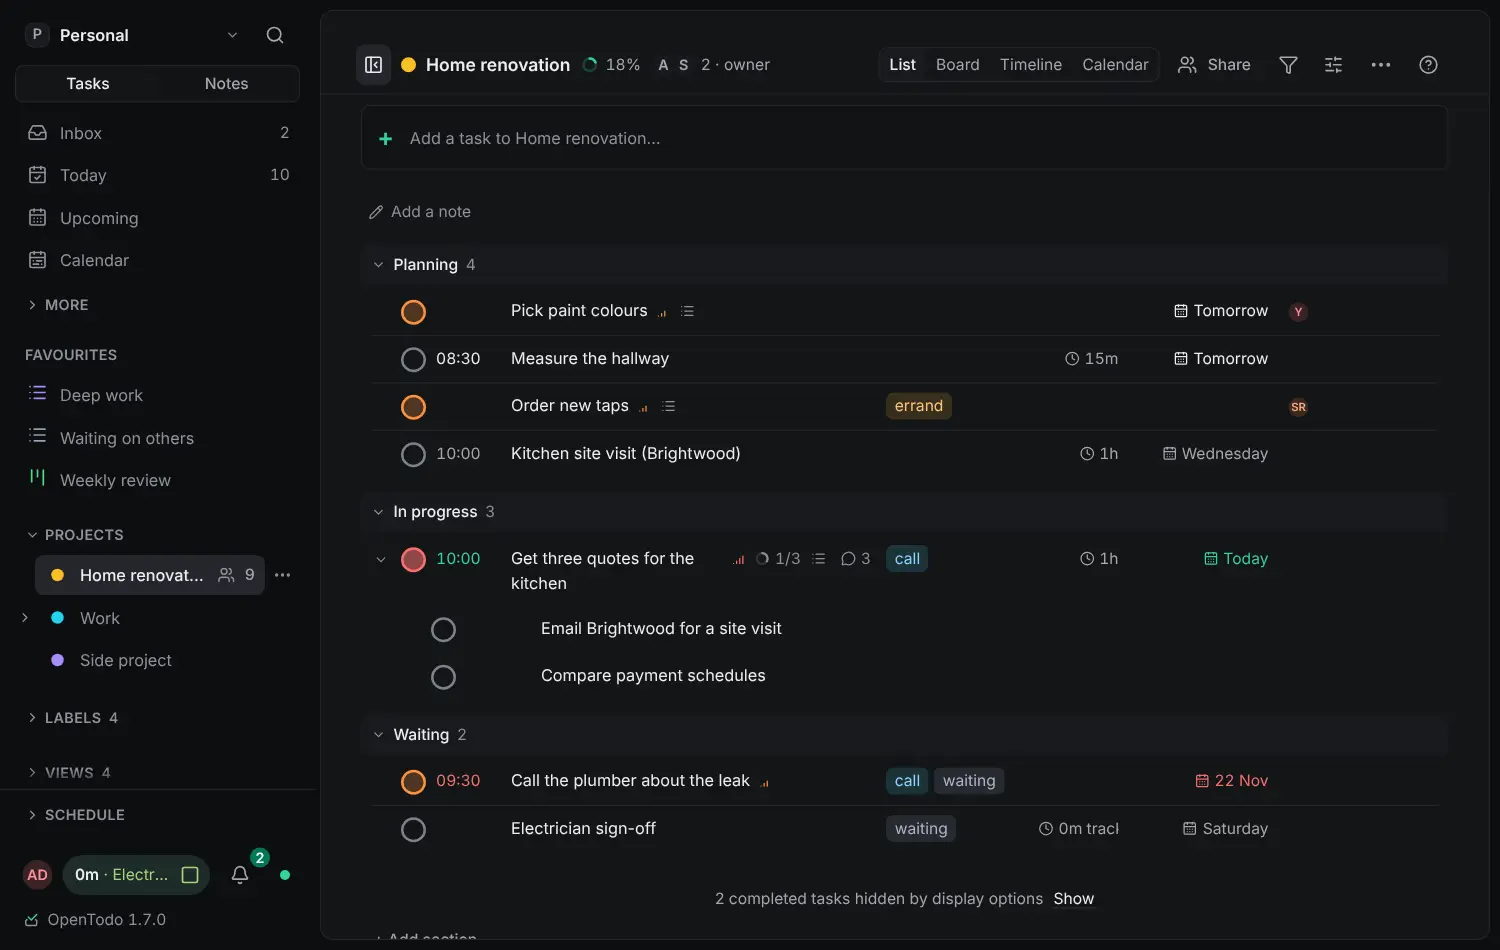 P Personal
Tasks Notes
Inbox 2
Today 10
Upcoming
Calendar
MORE
FAVOURITES
Deep work
Waiting on others
Weekly review
PROJECTS
Home renovat... 9
Work
Side project
LABELS 4
VIEWS 4
SCHEDULE
AD 0m · Electr... 2
OpenTodo 1.7.0
Home renovation 18% A S 2 · owner List Board Timeline Calendar Share
Add a task to Home renovation...
Add a note
Planning 4
Pick paint colours Tomorrow Y
08:30 Measure the hallway 15m Tomorrow
Order new taps errand SR
10:00 Kitchen site visit (Brightwood) 1h Wednesday
In progress 3
10:00 Get three quotes for the 1/3 3 call 1h Today
kitchen
Email Brightwood for a site visit
Compare payment schedules
Waiting 2
09:30 Call the plumber about the leak call waiting 22 Nov
Electrician sign-off waiting 0m Saturday
2 completed tasks hidden by display options Show
Add section